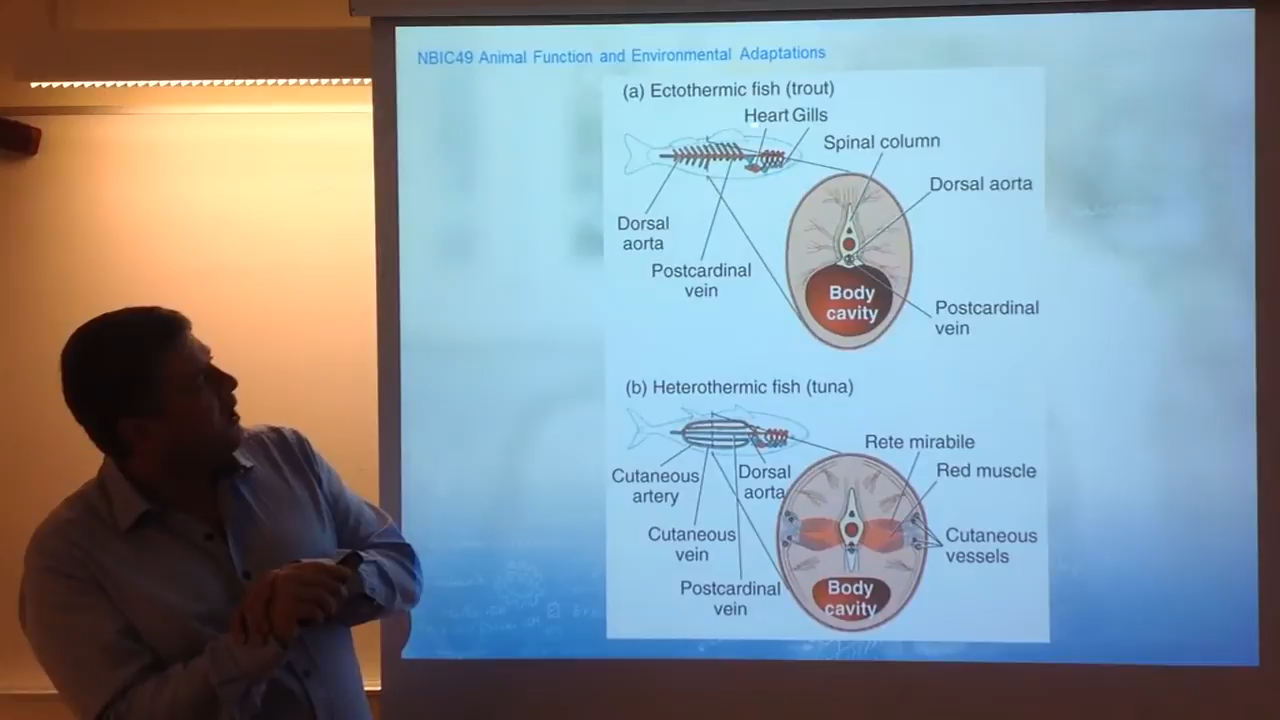 NBIC49 Animal Function and Environmental Adaptations
(a) Ectothermic fish (trout)
Heart Gills
Spinal column
Dorsal aorta
Dorsal
aorta
Postcardinal
vein
Body
cavity
Postcardinal
vein
(b) Heterothermic fish (tuna)
Rete mirabile
Red muscle
Cutaneous
artery
Dorsal
aorta
Cutaneous
vein
Cutaneous
vessels
Postcardinal
vein
Body
cavity